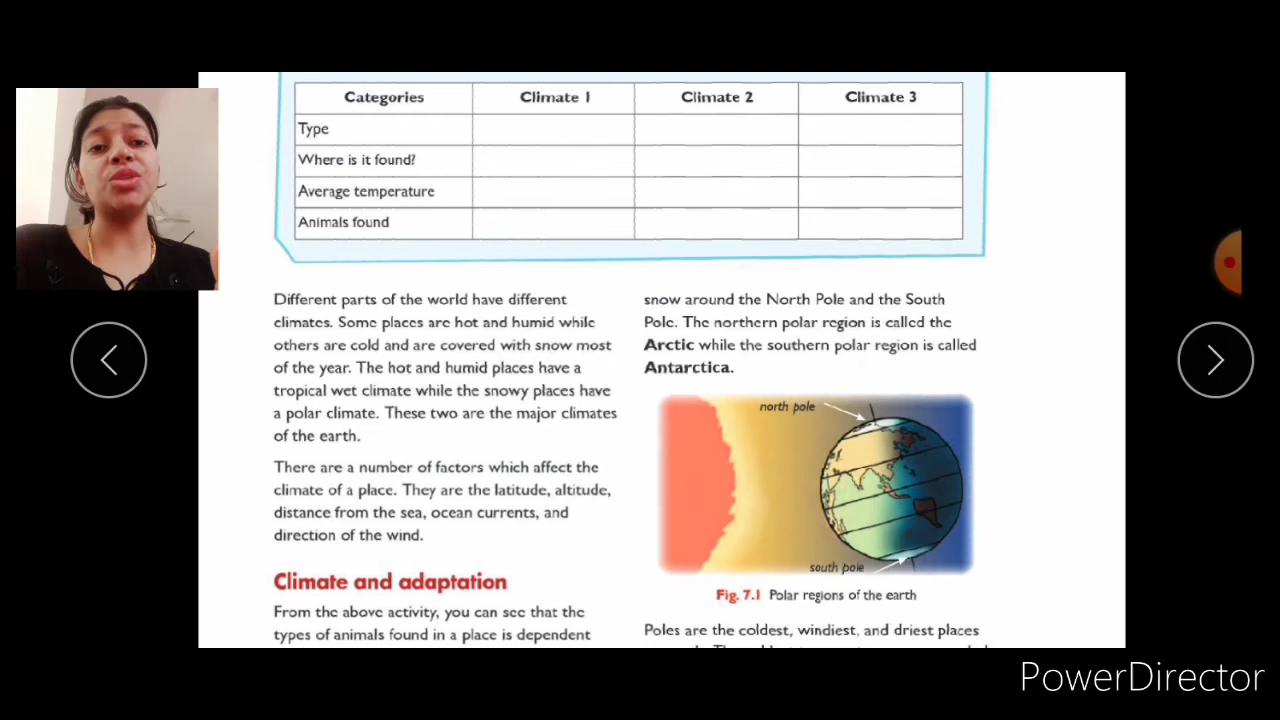 Categories Climate 1 Climate 2 Climate 3
Type
Where is it found?
Average temperature
Animals found
Different parts of the world have different
climates. Some places are hot and humid while
others are cold and are covered with snow most
of the year. The hot and humid places have a
tropical wet climate while the snowy places have
a polar climate. These two are the major climates
of the earth.
There are a number of factors which affect the
climate of a place. They are the latitude, altitude,
distance from the sea, ocean currents, and
direction of the wind.
Climate and adaptation
From the above activity, you can see that the
types of animals found in a place is dependent
snow around the North Pole and the South
Pole. The northern polar region is called the
Arctic while the southern polar region is called
Antarctica.
north pole
south pole
Fig. 7.1 Polar regions of the earth
Poles are the coldest, windiest, and driest places
PowerDirector